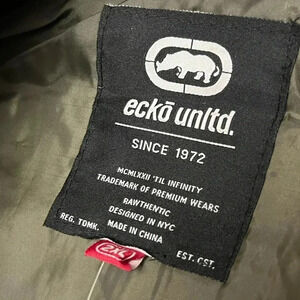 eckō unltd.
SINCE 1972
MCMLXXII 'TIL INFINITY
TRADEMARK OF PREMIUM WEARS
RAWTHENTIC
DESIGNED IN NYC
REG. TDMK. MADE IN CHINA EST. CST.
2XL